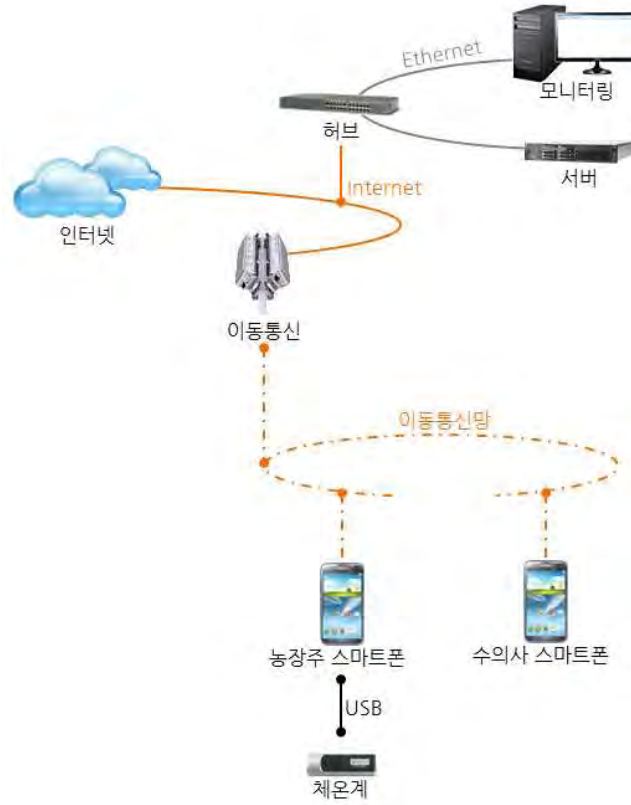 Ethernet
모니터링
허브
서버
Internet
인터넷
이동통신
이동통신망
농장주 스마트폰
수의사 스마트폰
USB
체온계